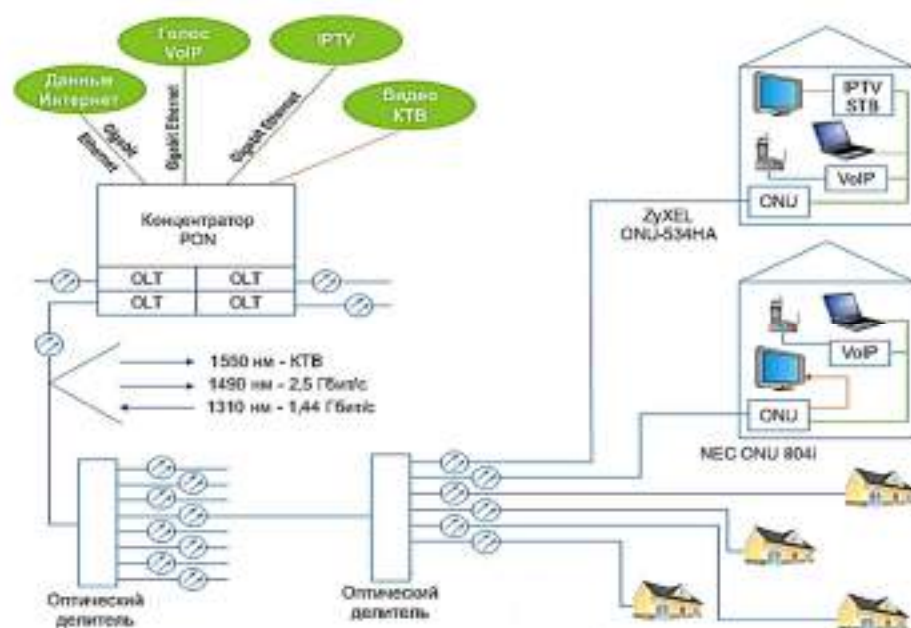 Голос
VoIP
IPTV
Данные
Интернет
Видео
КТВ
Gigabit
Ethernet
Gigabit Ethernet
Gigabit Ethernet
Концентратор
PON
OLT
OLT
OLT
OLT
1550 нм - КТВ
1490 нм - 2,5 Гбит/с
1310 нм - 1,44 Гбит/с
Оптический
делитель
Оптический
делитель
ZyXEL
ONU-534HA
IPTV
STB
VoIP
ONU
VoIP
ONU
NEC ONU 804i